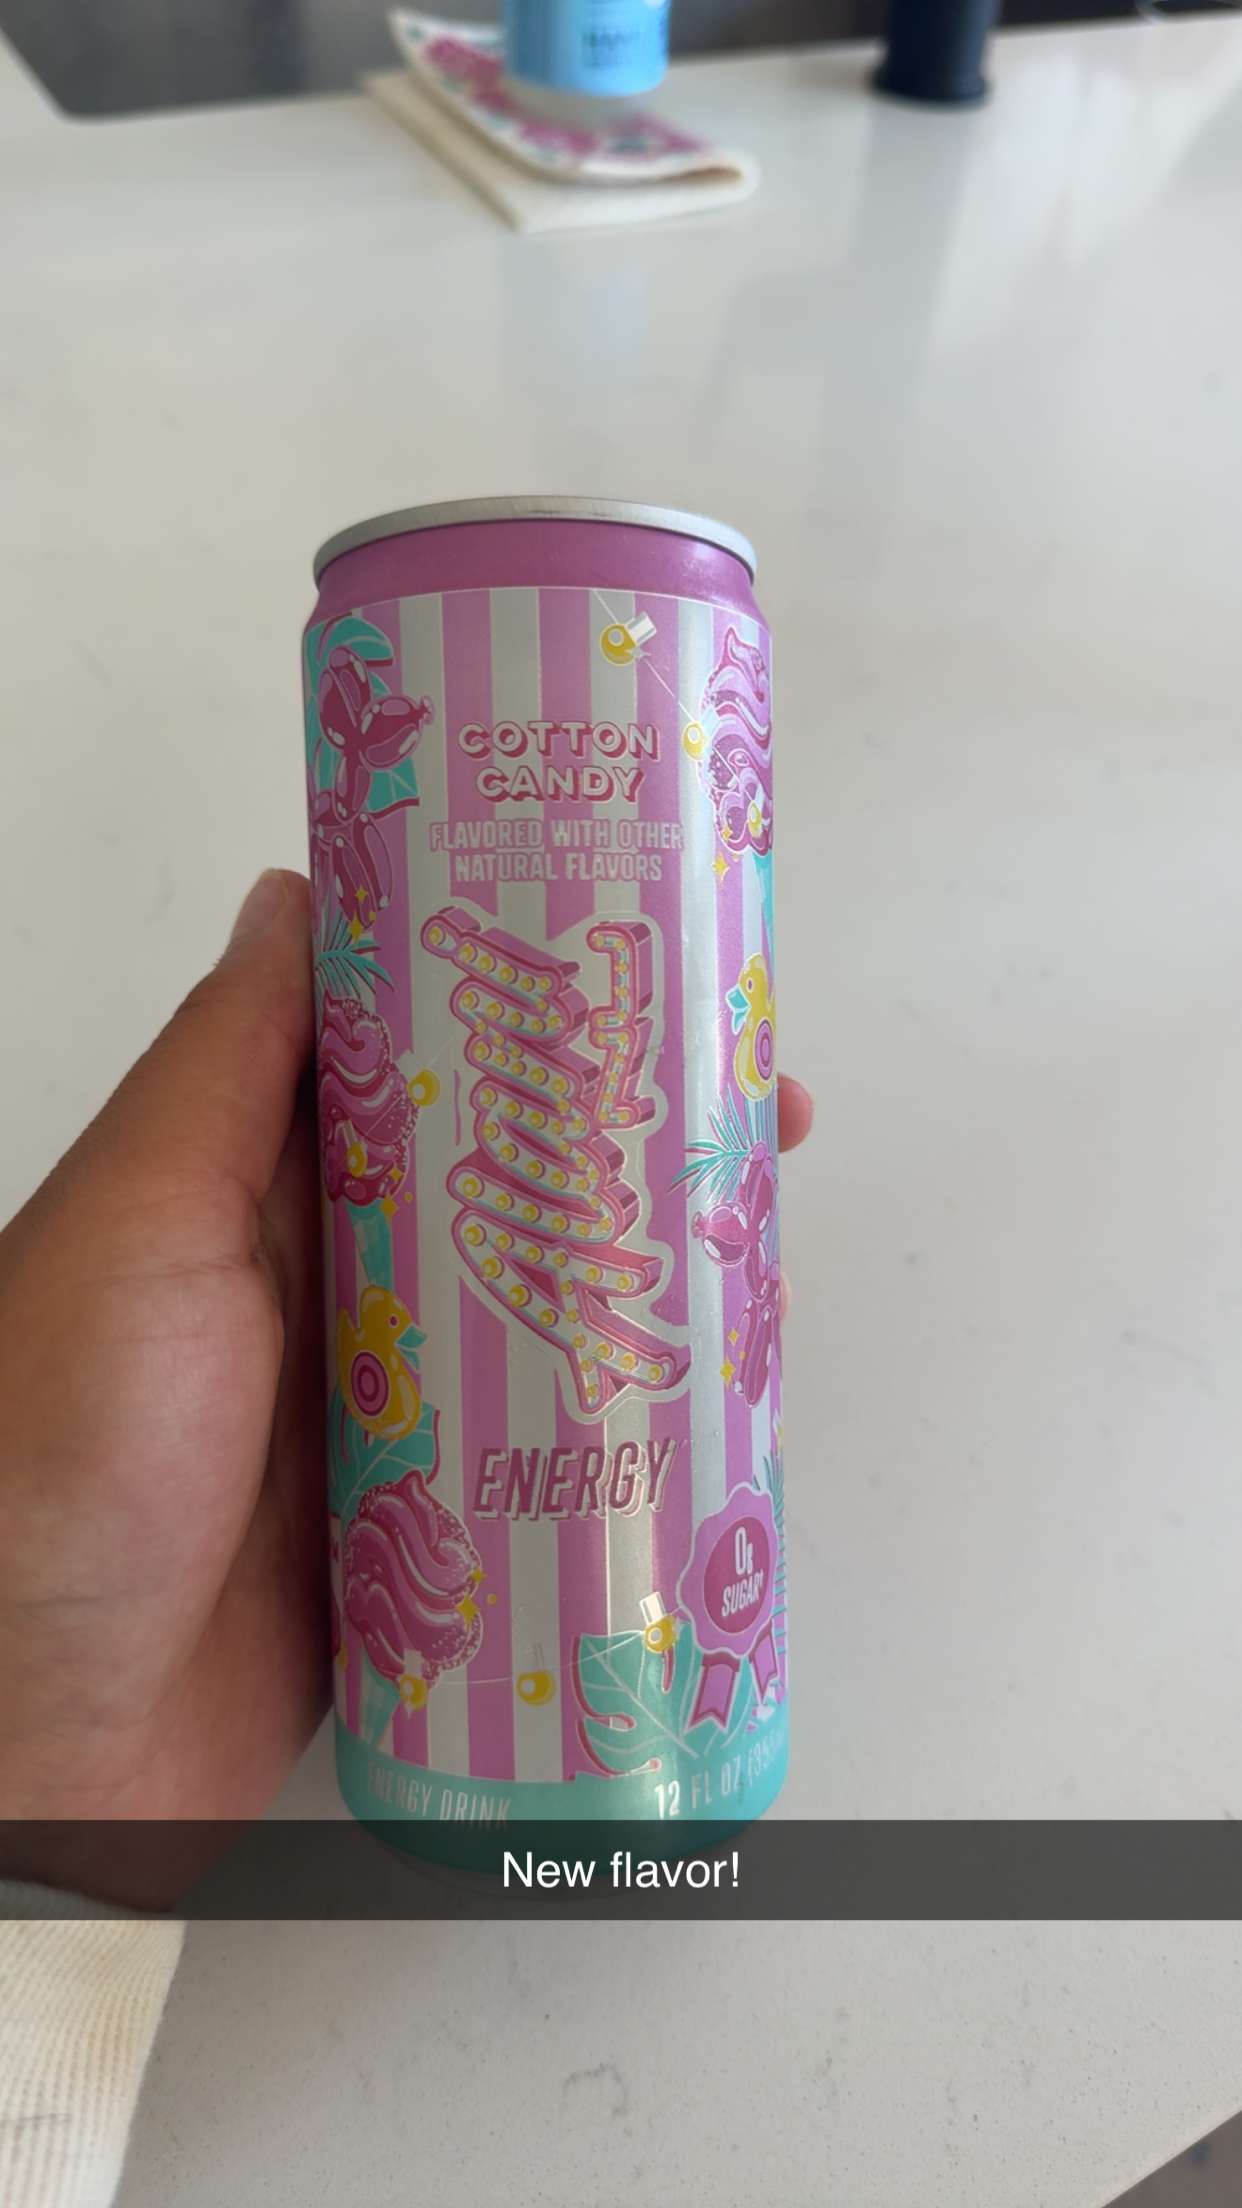 COTTON
CANDY
FLAVORED WITH OTHER
NATURAL FLAVORS
Alani
ENERGY
0g
SUGAR*
ENERGY DRINK
12 FL OZ
New flavor!